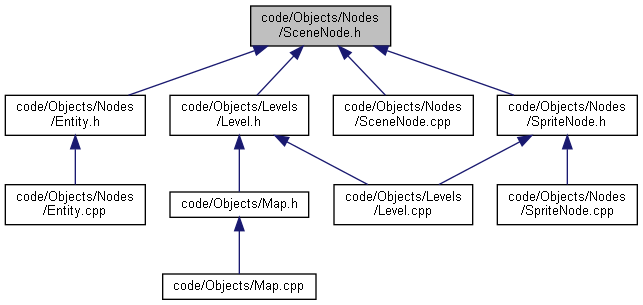 code/Objects/Nodes
/SceneNode.h
code/Objects/Nodes
/Entity.h
code/Objects/Levels
/Level.h
code/Objects/Nodes
/SceneNode.cpp
code/Objects/Nodes
/SpriteNode.h
code/Objects/Nodes
/Entity.cpp
code/Objects/Map.h
code/Objects/Levels
/Level.cpp
code/Objects/Nodes
/SpriteNode.cpp
code/Objects/Map.cpp